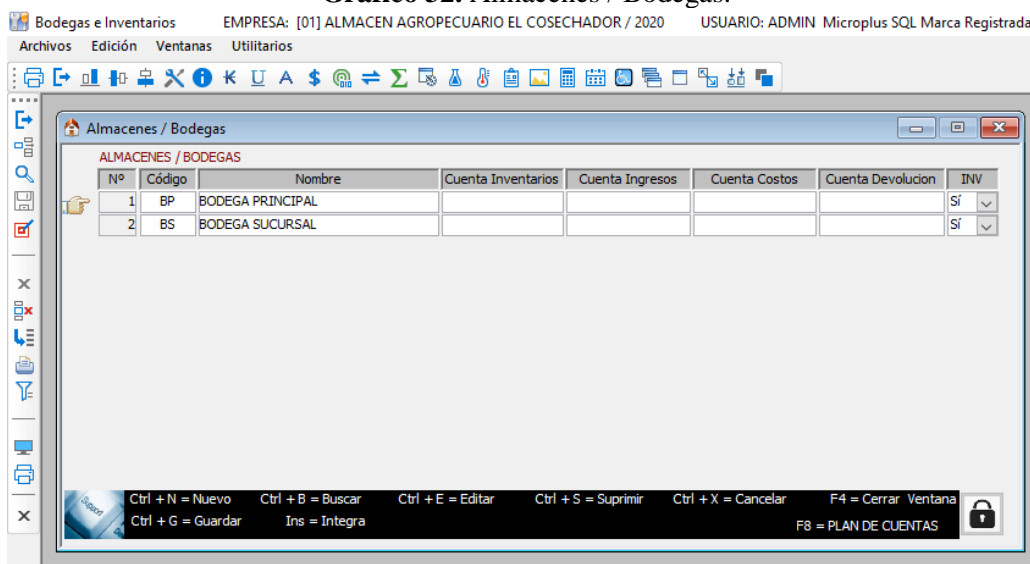 Gráfico 32. Almacenes / Bodegas.
Bodegas e Inventarios EMPRESA: [01] ALMACEN AGROPECUARIO EL COSECHADOR / 2020 USUARIO: ADMIN Microplus SQL Marca Registrada
Archivos Edición Ventanas Utilitarios
Almacenes / Bodegas
ALMACENES / BODEGAS
Nº Código Nombre Cuenta Inventarios Cuenta Ingresos Cuenta Costos Cuenta Devolucion INV
1 BP BODEGA PRINCIPAL Sí
2 BS BODEGA SUCURSAL Sí
Support
Ctrl + N = Nuevo Ctrl + B = Buscar Ctrl + E = Editar Ctrl + S = Suprimir Ctrl + X = Cancelar F4 = Cerrar Ventana
Ctrl + G = Guardar Ins = Integra F8 = PLAN DE CUENTAS